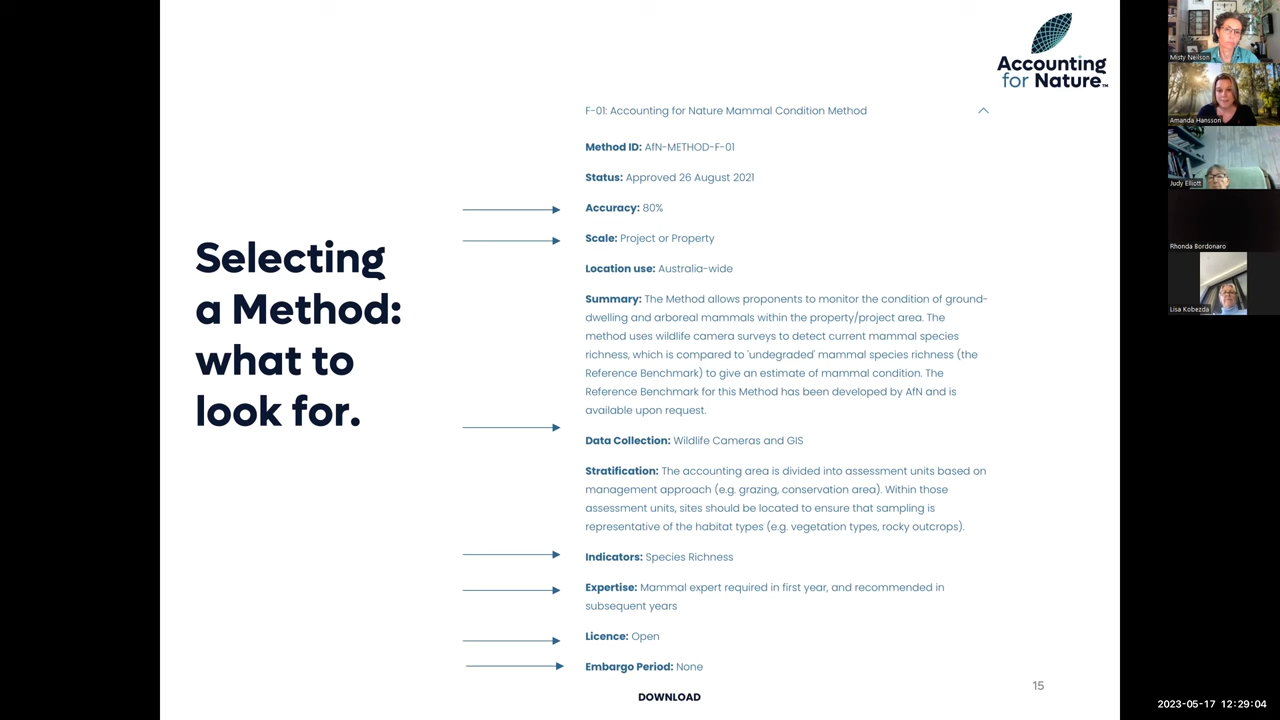 Accounting
for Nature™
F-01: Accounting for Nature Mammal Condition Method
Method ID: AfN-METHOD-F-01
Status: Approved 26 August 2021
Accuracy: 80%
Scale: Project or Property
Location use: Australia-wide
Summary: The Method allows proponents to monitor the condition of ground-
dwelling and arboreal mammals within the property/project area. The
method uses wildlife camera surveys to detect current mammal species
richness, which is compared to 'undegraded' mammal species richness (the
Reference Benchmark) to give an estimate of mammal condition. The
Reference Benchmark for this Method has been developed by AfN and is
available upon request.
Data Collection: Wildlife Cameras and GIS
Stratification: The accounting area is divided into assessment units based on
management approach (e.g. grazing, conservation area). Within those
assessment units, sites should be located to ensure that sampling is
representative of the habitat types (e.g. vegetation types, rocky outcrops).
Indicators: Species Richness
Expertise: Mammal expert required in first year, and recommended in
subsequent years
Licence: Open
Embargo Period: None
DOWNLOAD
Selecting
a Method:
what to
look for.
15
Misty Neilson
Amanda Hansson
Judy Elliott
Rhonda Bordonaro
Lisa Kobezda
2023-05-17 12:29:04